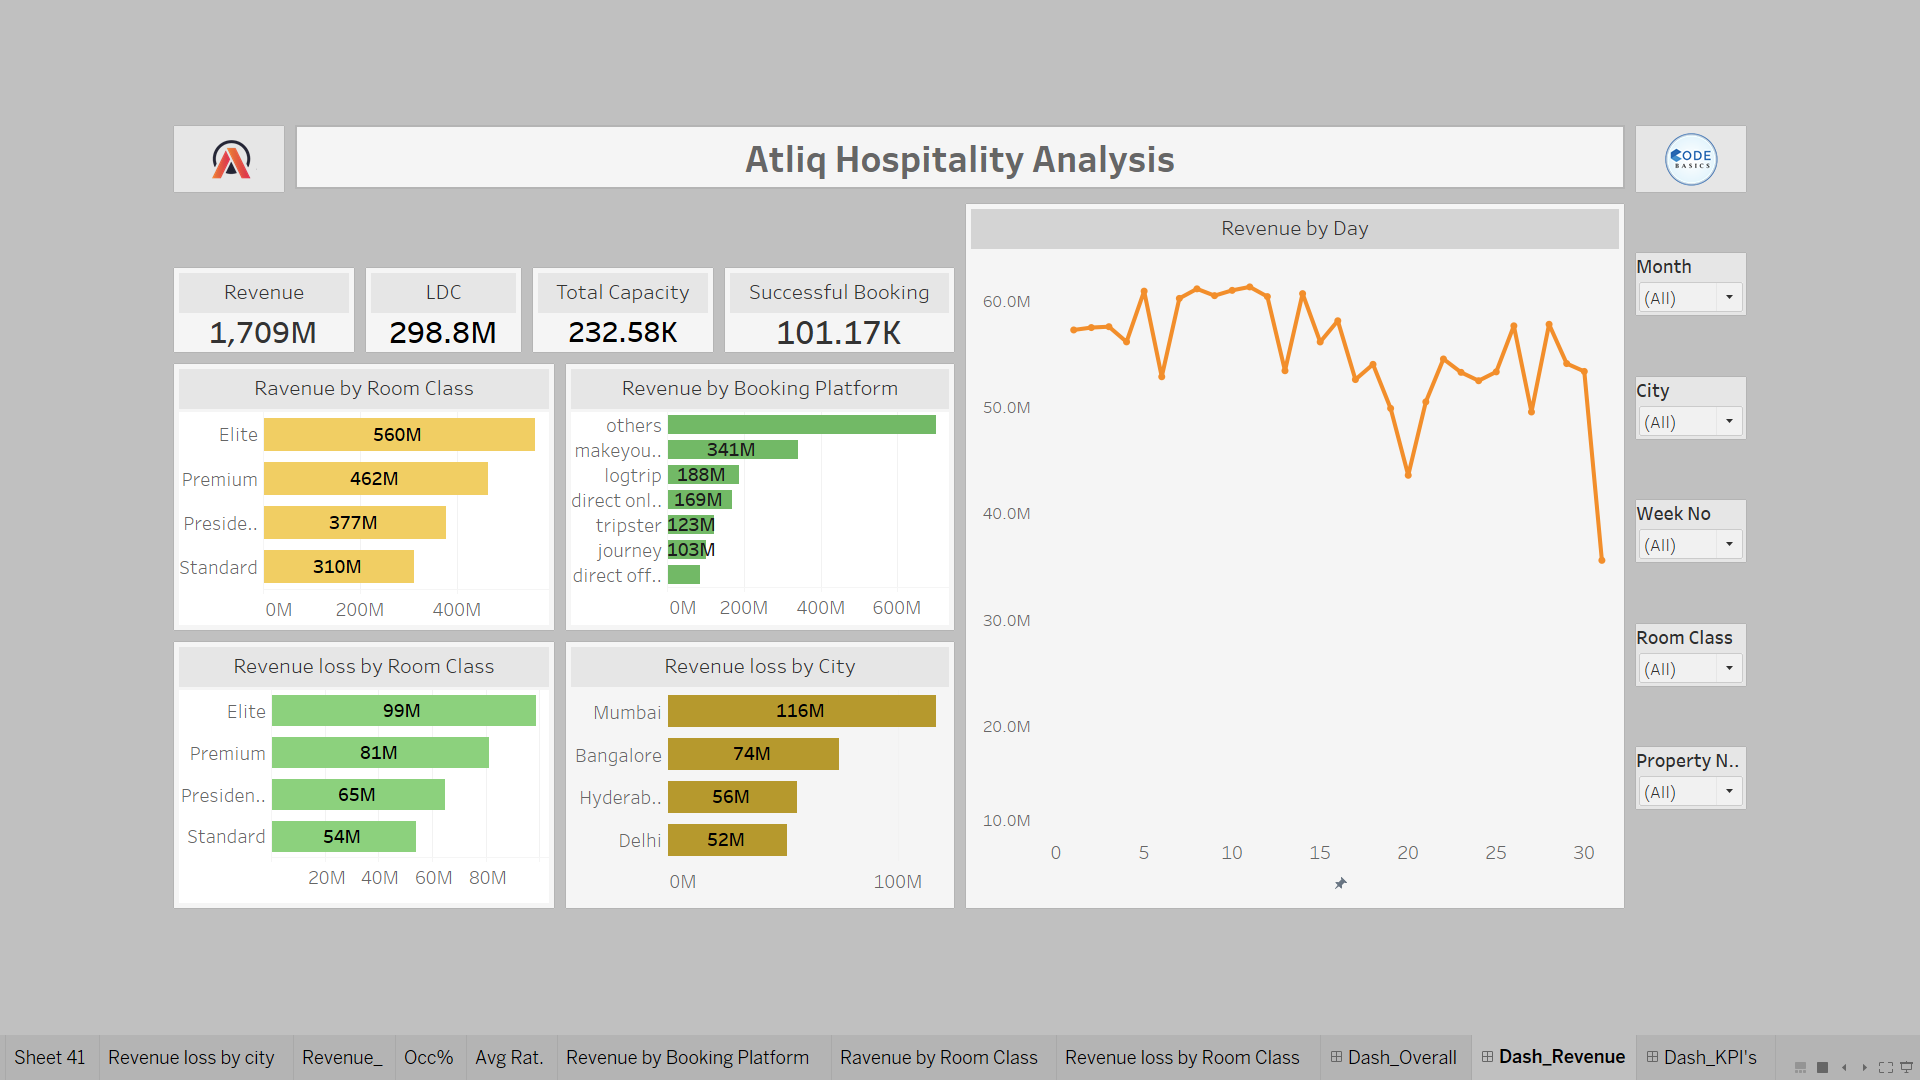 Atliq Hospitality Analysis
CODE
BASICS
Revenue
1,709M
LDC
298.8M
Total Capacity
232.58K
Successful Booking
101.17K
Ravenue by Room Class
Elite 560M
Premium 462M
Preside.. 377M
Standard 310M
0M 200M 400M
Revenue by Booking Platform
others
makeyou.. 341M
logtrip 188M
direct onl.. 169M
tripster 123M
journey 103M
direct off..
0M 200M 400M 600M
Revenue loss by Room Class
Elite 99M
Premium 81M
Presiden.. 65M
Standard 54M
20M 40M 60M 80M
Revenue loss by City
Mumbai 116M
Bangalore 74M
Hyderab.. 56M
Delhi 52M
0M 100M
Revenue by Day
60.0M
50.0M
40.0M
30.0M
20.0M
10.0M
0 5 10 15 20 25 30
Month
(All)
City
(All)
Week No
(All)
Room Class
(All)
Property N..
(All)
Sheet 41 Revenue loss by city Revenue_ Occ% Avg Rat. Revenue by Booking Platform Ravenue by Room Class Revenue loss by Room Class Dash_Overall Dash_Revenue Dash_KPI's